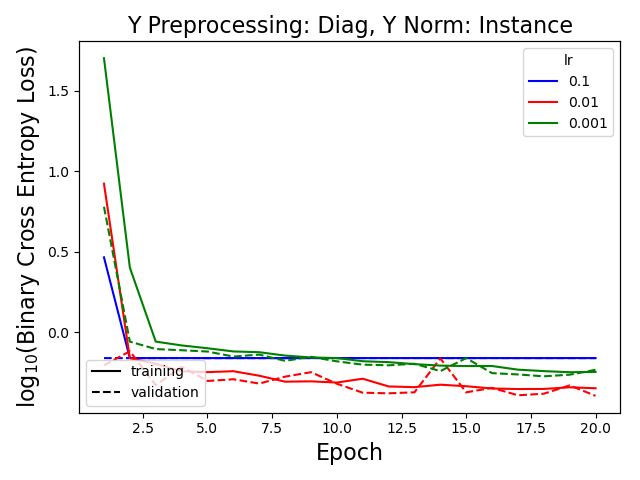 Y Preprocessing: Diag, Y Norm: Instance
log₁₀(Binary Cross Entropy Loss)
1.5
1.0
0.5
0.0
lr
0.1
0.01
0.001
training
validation
2.5 5.0 7.5 10.0 12.5 15.0 17.5 20.0
Epoch